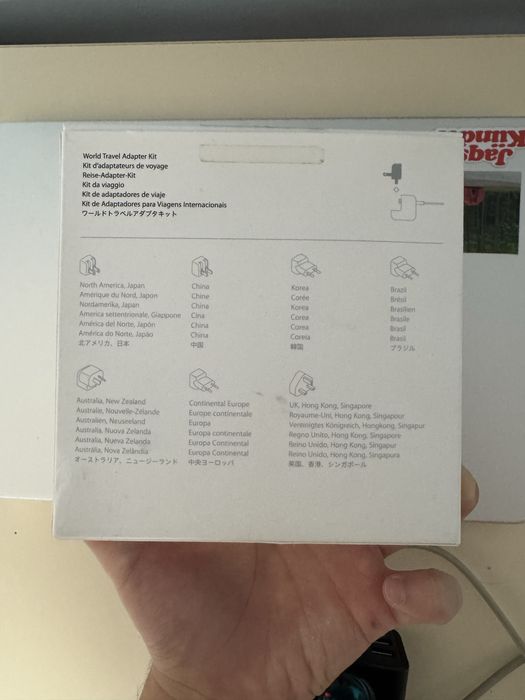 World Travel Adapter Kit
Kit d'adaptateurs de voyage
Reise-Adapter-Kit
Kit da viaggio
Kit de adaptadores de viaje
Kit de Adaptadores para Viagens Internacionais
ワールドトラベルアダプタキット
North America, Japan
Amérique du Nord, Japon
Nordamerika, Japan
America settentrionale, Giappone
América del Norte, Japón
América do Norte, Japão
北アメリカ、日本
China
Chine
China
Cina
China
China
中国
Korea
Corée
Korea
Corea
Corea
Coreia
韓国
Brazil
Brésil
Brasilien
Brasile
Brasil
Brasil
ブラジル
Australia, New Zealand
Australie, Nouvelle-Zélande
Australien, Neuseeland
Australia, Nuova Zelanda
Australia, Nueva Zelanda
Austrália, Nova Zelândia
オーストラリア、ニュージーランド
Continental Europe
Europe continentale
Europa
Europa continentale
Europa Continental
Europa Continental
中央ヨーロッパ
UK, Hong Kong, Singapore
Royaume-Uni, Hong Kong, Singapour
Vereinigtes Königreich, Hongkong, Singapur
Regno Unito, Hong Kong, Singapore
Reino Unido, Hong Kong, Singapur
Reino Unido, Hong Kong, Singapura
英国、香港、シンガポール